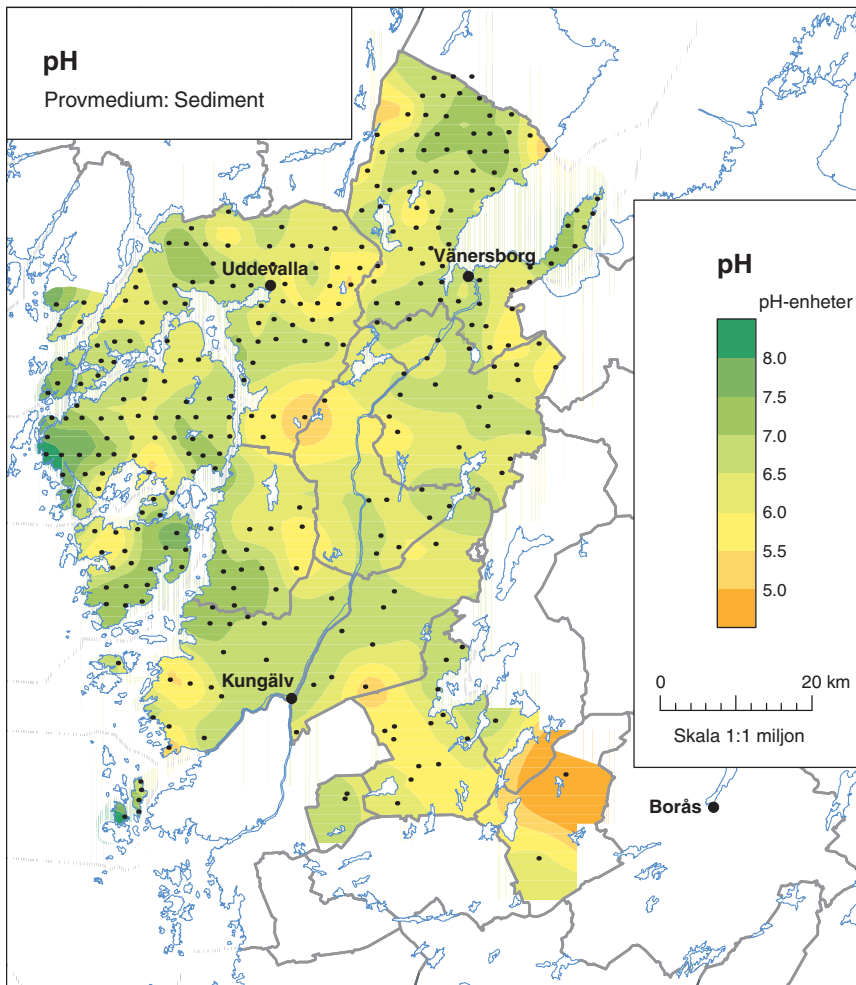 pH
Provmedium: Sediment
Uddevalla
Vänersborg
Kungälv
Borås
pH
pH-enheter
8.0
7.5
7.0
6.5
6.0
5.5
5.0
0 20 km
Skala 1:1 miljon